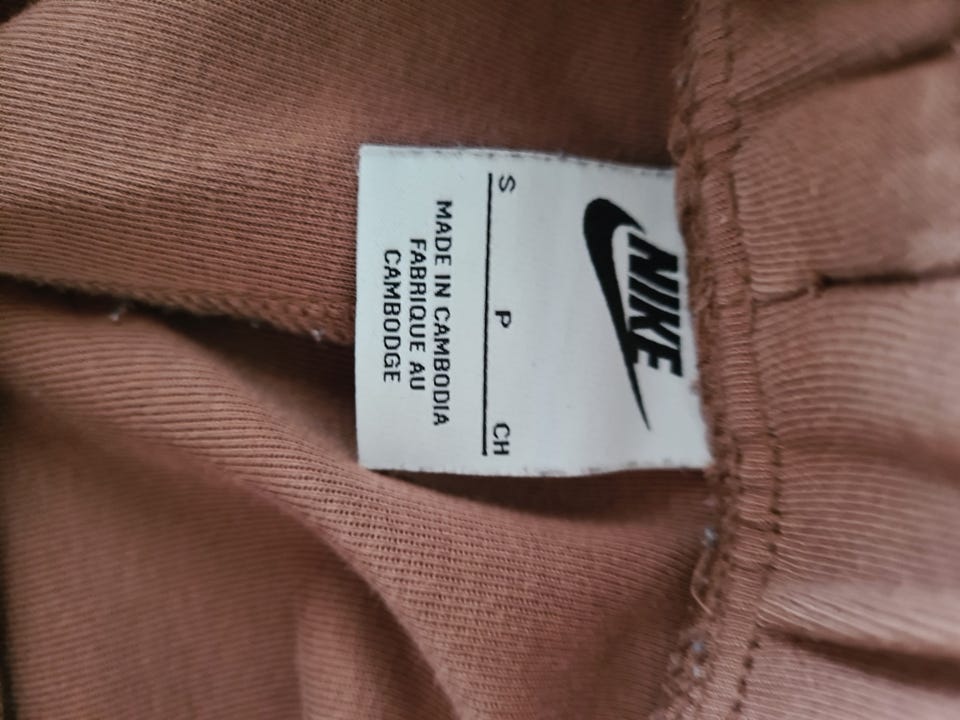 NIKE
S P CH
MADE IN CAMBODIA
FABRIQUE AU
CAMBODGE